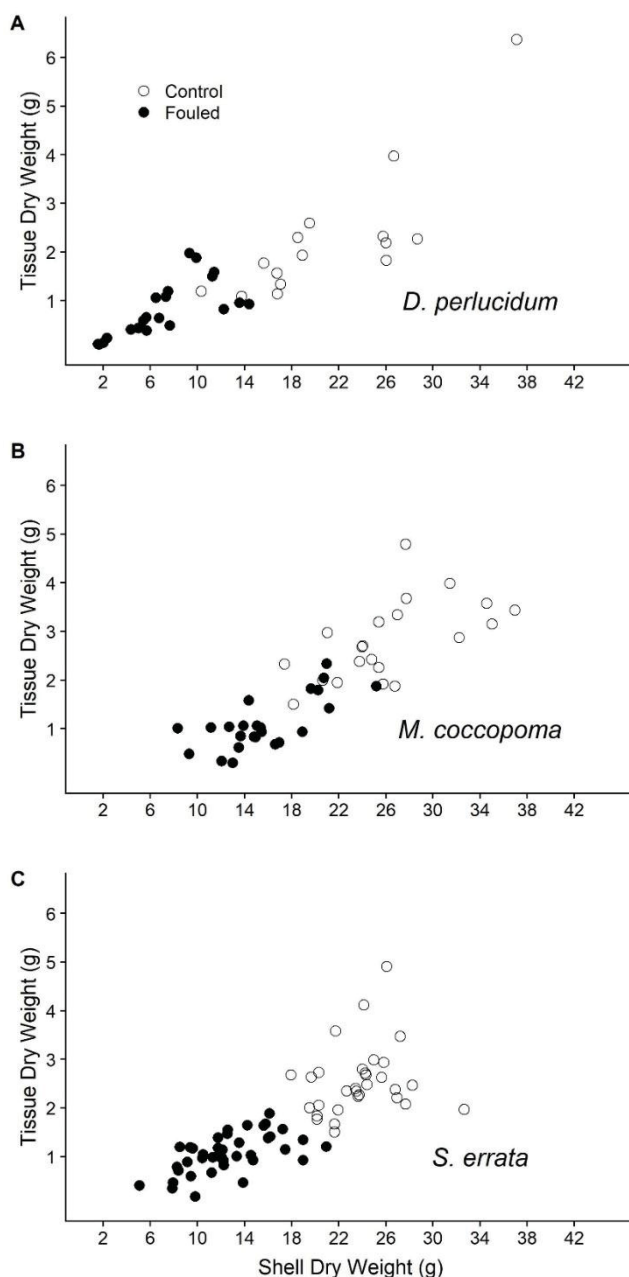 A
6
5
4
3
2
1
Tissue Dry Weight (g)
Control
Fouled
D. perlucidum
2 6 10 14 18 22 26 30 34 38 42
B
6
5
4
3
2
1
Tissue Dry Weight (g)
M. coccopoma
2 6 10 14 18 22 26 30 34 38 42
C
6
5
4
3
2
1
Tissue Dry Weight (g)
S. errata
2 6 10 14 18 22 26 30 34 38 42
Shell Dry Weight (g)